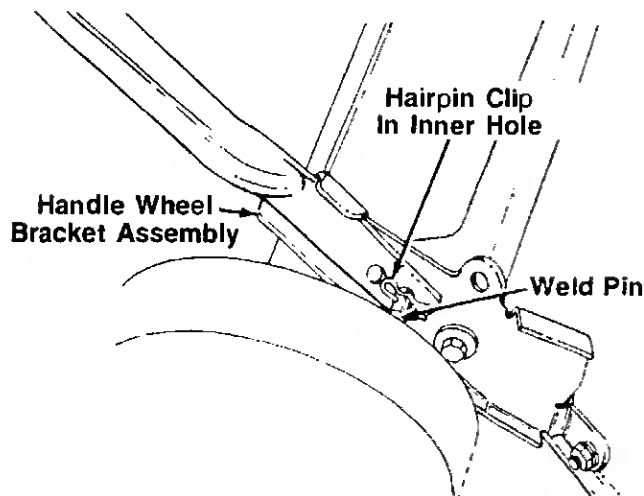 Hairpin Clip
In Inner Hole
Handle Wheel
Bracket Assembly
Weld Pin